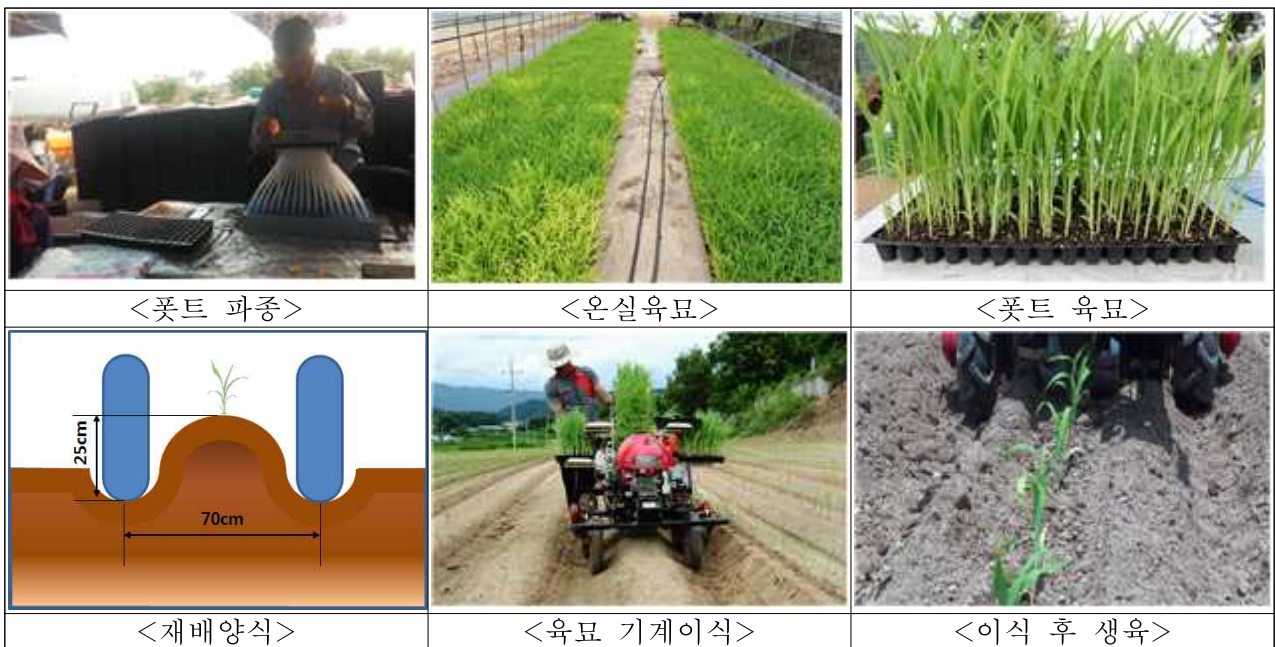 <폿트 파종>
<온실육묘>
<폿트 육묘>
25cm
70cm
<재배양식>
<육묘 기계이식>
<이식 후 생육>